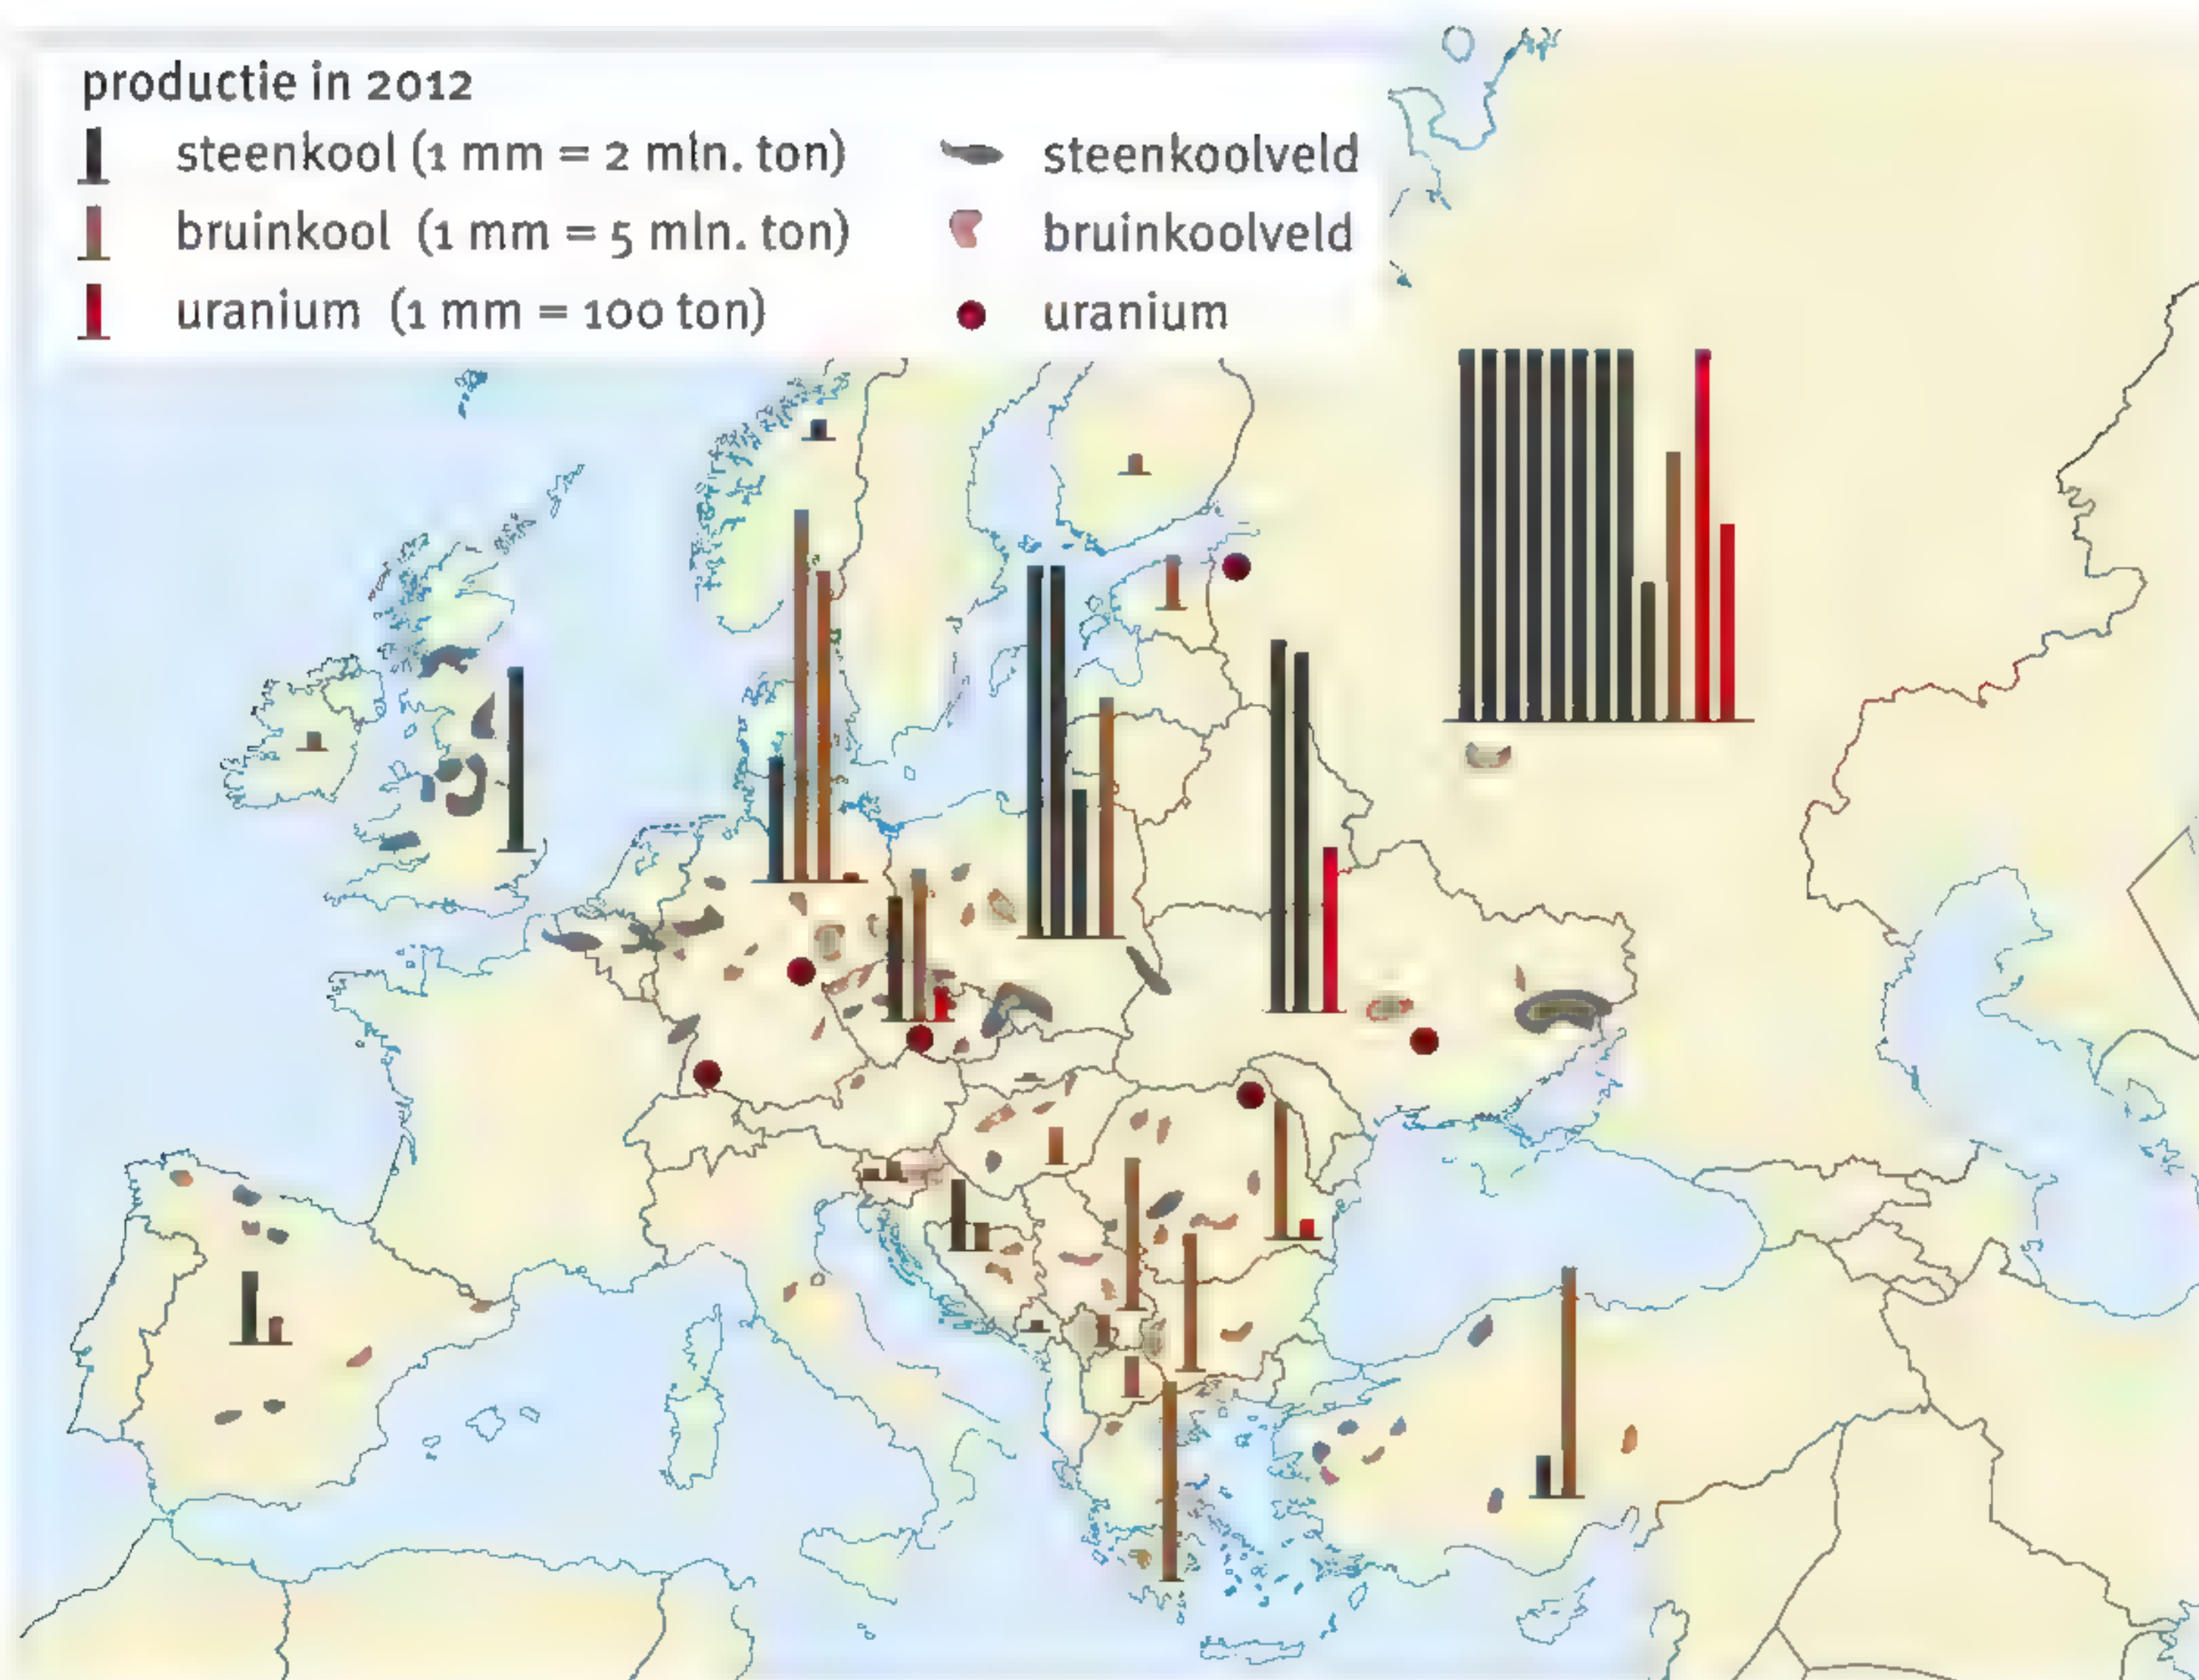 productie in 2012
steenkool (1 mm = 2 mln. ton)
bruinkool (1 mm = 5 mln. ton)
uranium (1 mm = 100 ton)
steenkoolveld
bruinkoolveld
uranium